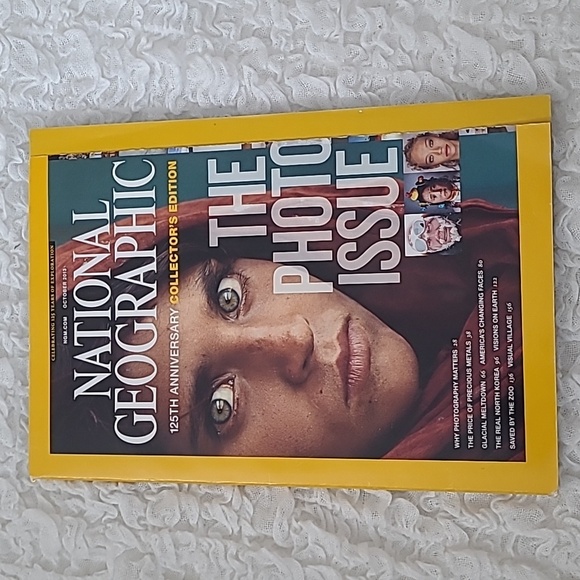 CELEBRATING 125 YEARS OF EXPLORATION
NGM.COM OCTOBER 2013
NATIONAL
GEOGRAPHIC
125TH ANNIVERSARY COLLECTOR'S EDITION
THE
PHOTO
ISSUE
WHY PHOTOGRAPHY MATTERS 28
THE PRICE OF PRECIOUS METALS 38
GLACIAL MELTDOWN 66 AMERICA'S CHANGING FACES 80
THE REAL NORTH KOREA 96 VISIONS ON EARTH 122
SAVED BY THE ZOO 136 VISUAL VILLAGE 156